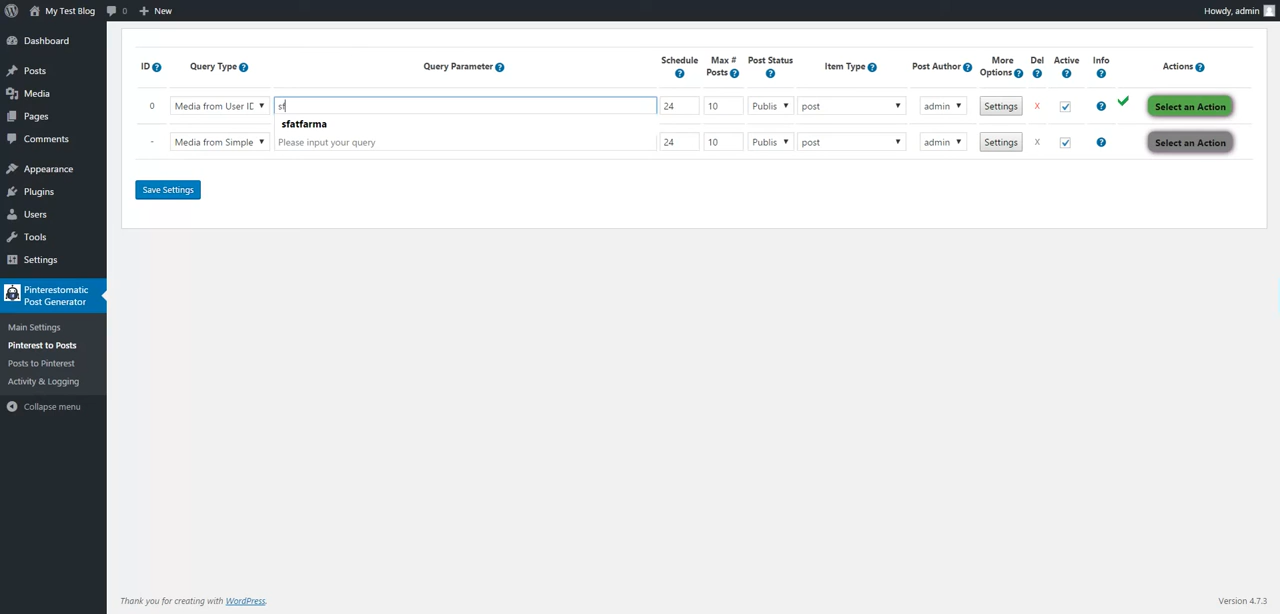 My Test Blog 0 New Howdy, admin
Dashboard
Posts
Media
Pages
Comments
Appearance
Plugins
Users
Tools
Settings
Pinterestomatic
Post Generator
Main Settings
Pinterest to Posts
Posts to Pinterest
Activity & Logging
Collapse menu
ID Query Type Query Parameter Schedule Max # Posts Post Status Item Type Post Author More Options Del Active Info Actions
0 Media from User ID sf 24 10 Publis post admin Settings X Select an Action
sfatfarma
- Media from Simple Please input your query 24 10 Publis post admin Settings X Select an Action
Save Settings
Thank you for creating with WordPress. Version 4.7.3